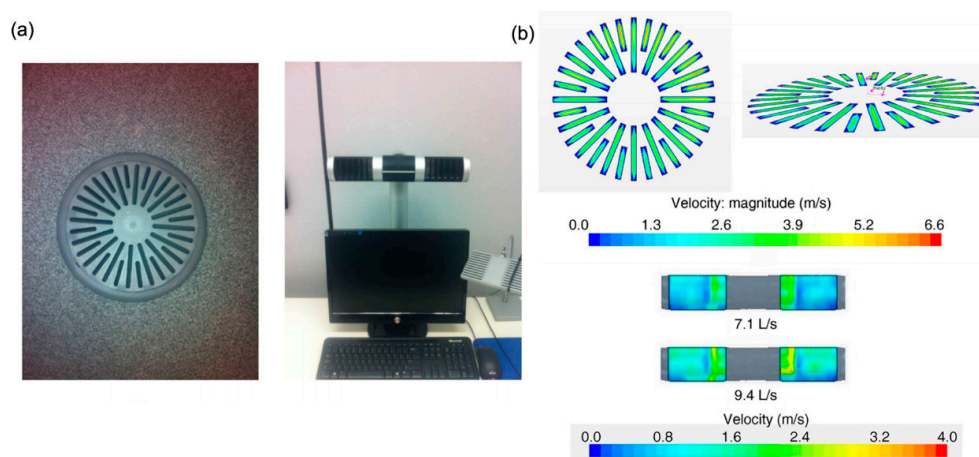 (a)
(b)
Velocity: magnitude (m/s)
0.0 1.3 2.6 3.9 5.2 6.6
7.1 L/s
9.4 L/s
Velocity (m/s)
0.0 0.8 1.6 2.4 3.2 4.0